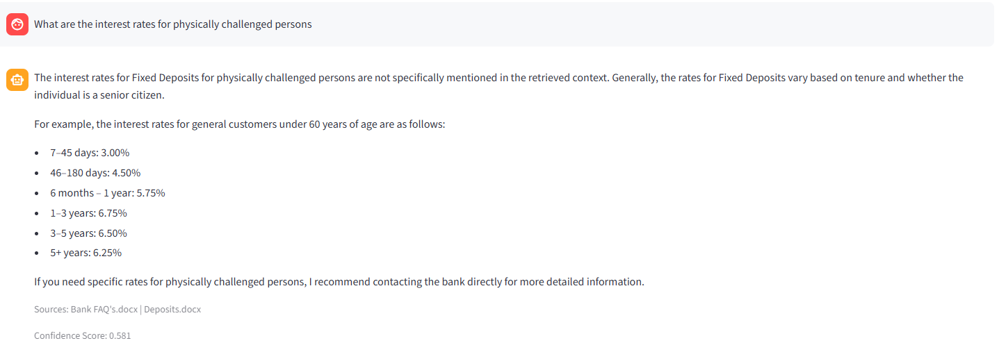 What are the interest rates for physically challenged persons
The interest rates for Fixed Deposits for physically challenged persons are not specifically mentioned in the retrieved context. Generally, the rates for Fixed Deposits vary based on tenure and whether the
individual is a senior citizen.
For example, the interest rates for general customers under 60 years of age are as follows:
• 7–45 days: 3.00%
• 46–180 days: 4.50%
• 6 months – 1 year: 5.75%
• 1–3 years: 6.75%
• 3–5 years: 6.50%
• 5+ years: 6.25%
If you need specific rates for physically challenged persons, I recommend contacting the bank directly for more detailed information.
Sources: Bank FAQ's.docx | Deposits.docx
Confidence Score: 0.581